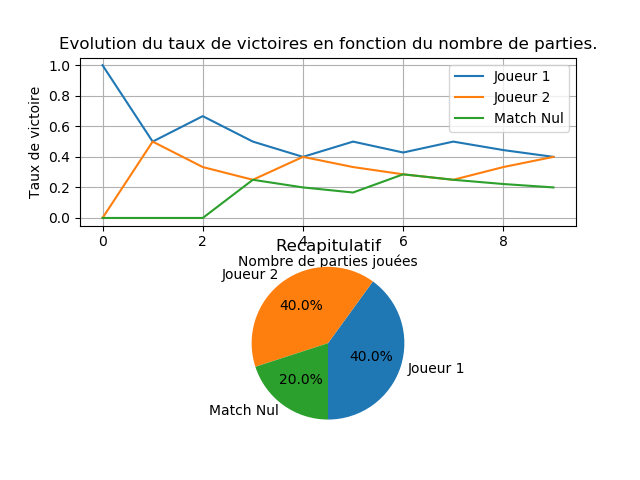 Evolution du taux de victoires en fonction du nombre de parties.
Taux de victoire
1.0
0.8
0.6
0.4
0.2
0.0
Joueur 1
Joueur 2
Match Nul
0 2 4 6 8
Recapitulatif
Nombre de parties jouées
Joueur 2
40.0%
40.0%
Joueur 1
20.0%
Match Nul